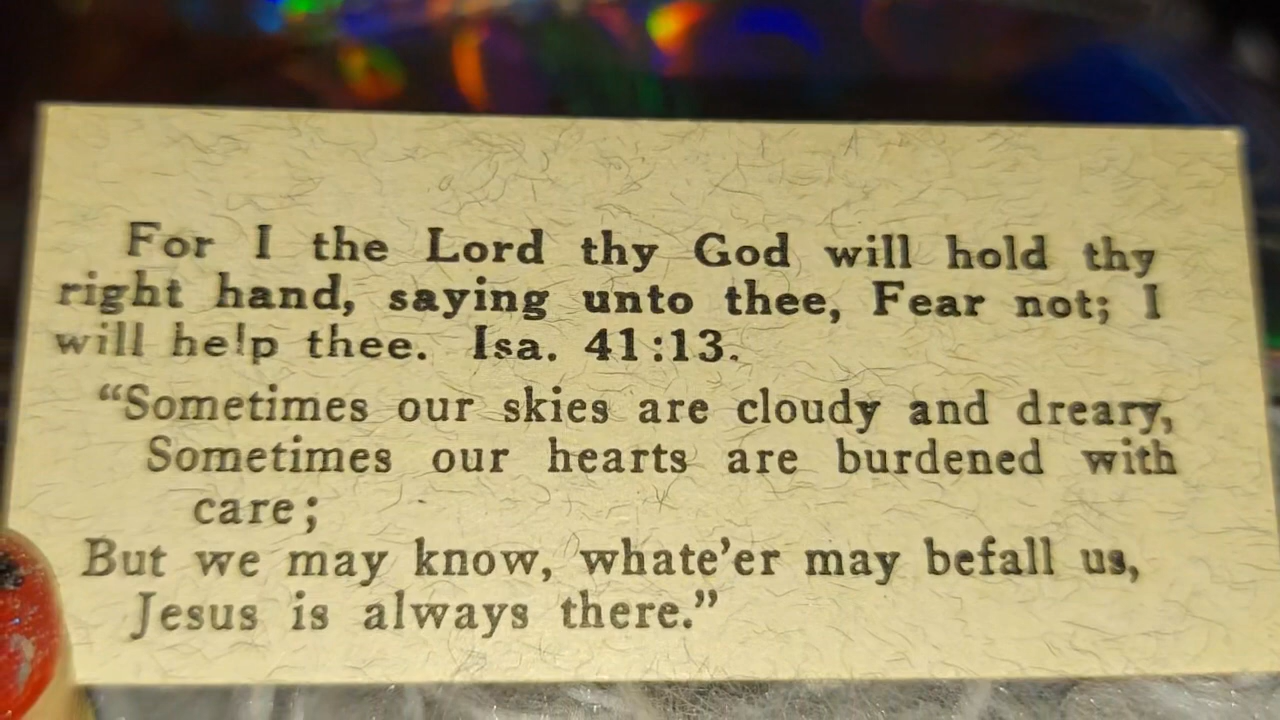 For I the Lord thy God will hold thy
right hand, saying unto thee, Fear not; I
will help thee. Isa. 41:13.
“Sometimes our skies are cloudy and dreary,
Sometimes our hearts are burdened with
care;
But we may know, whate’er may befall us,
Jesus is always there.”